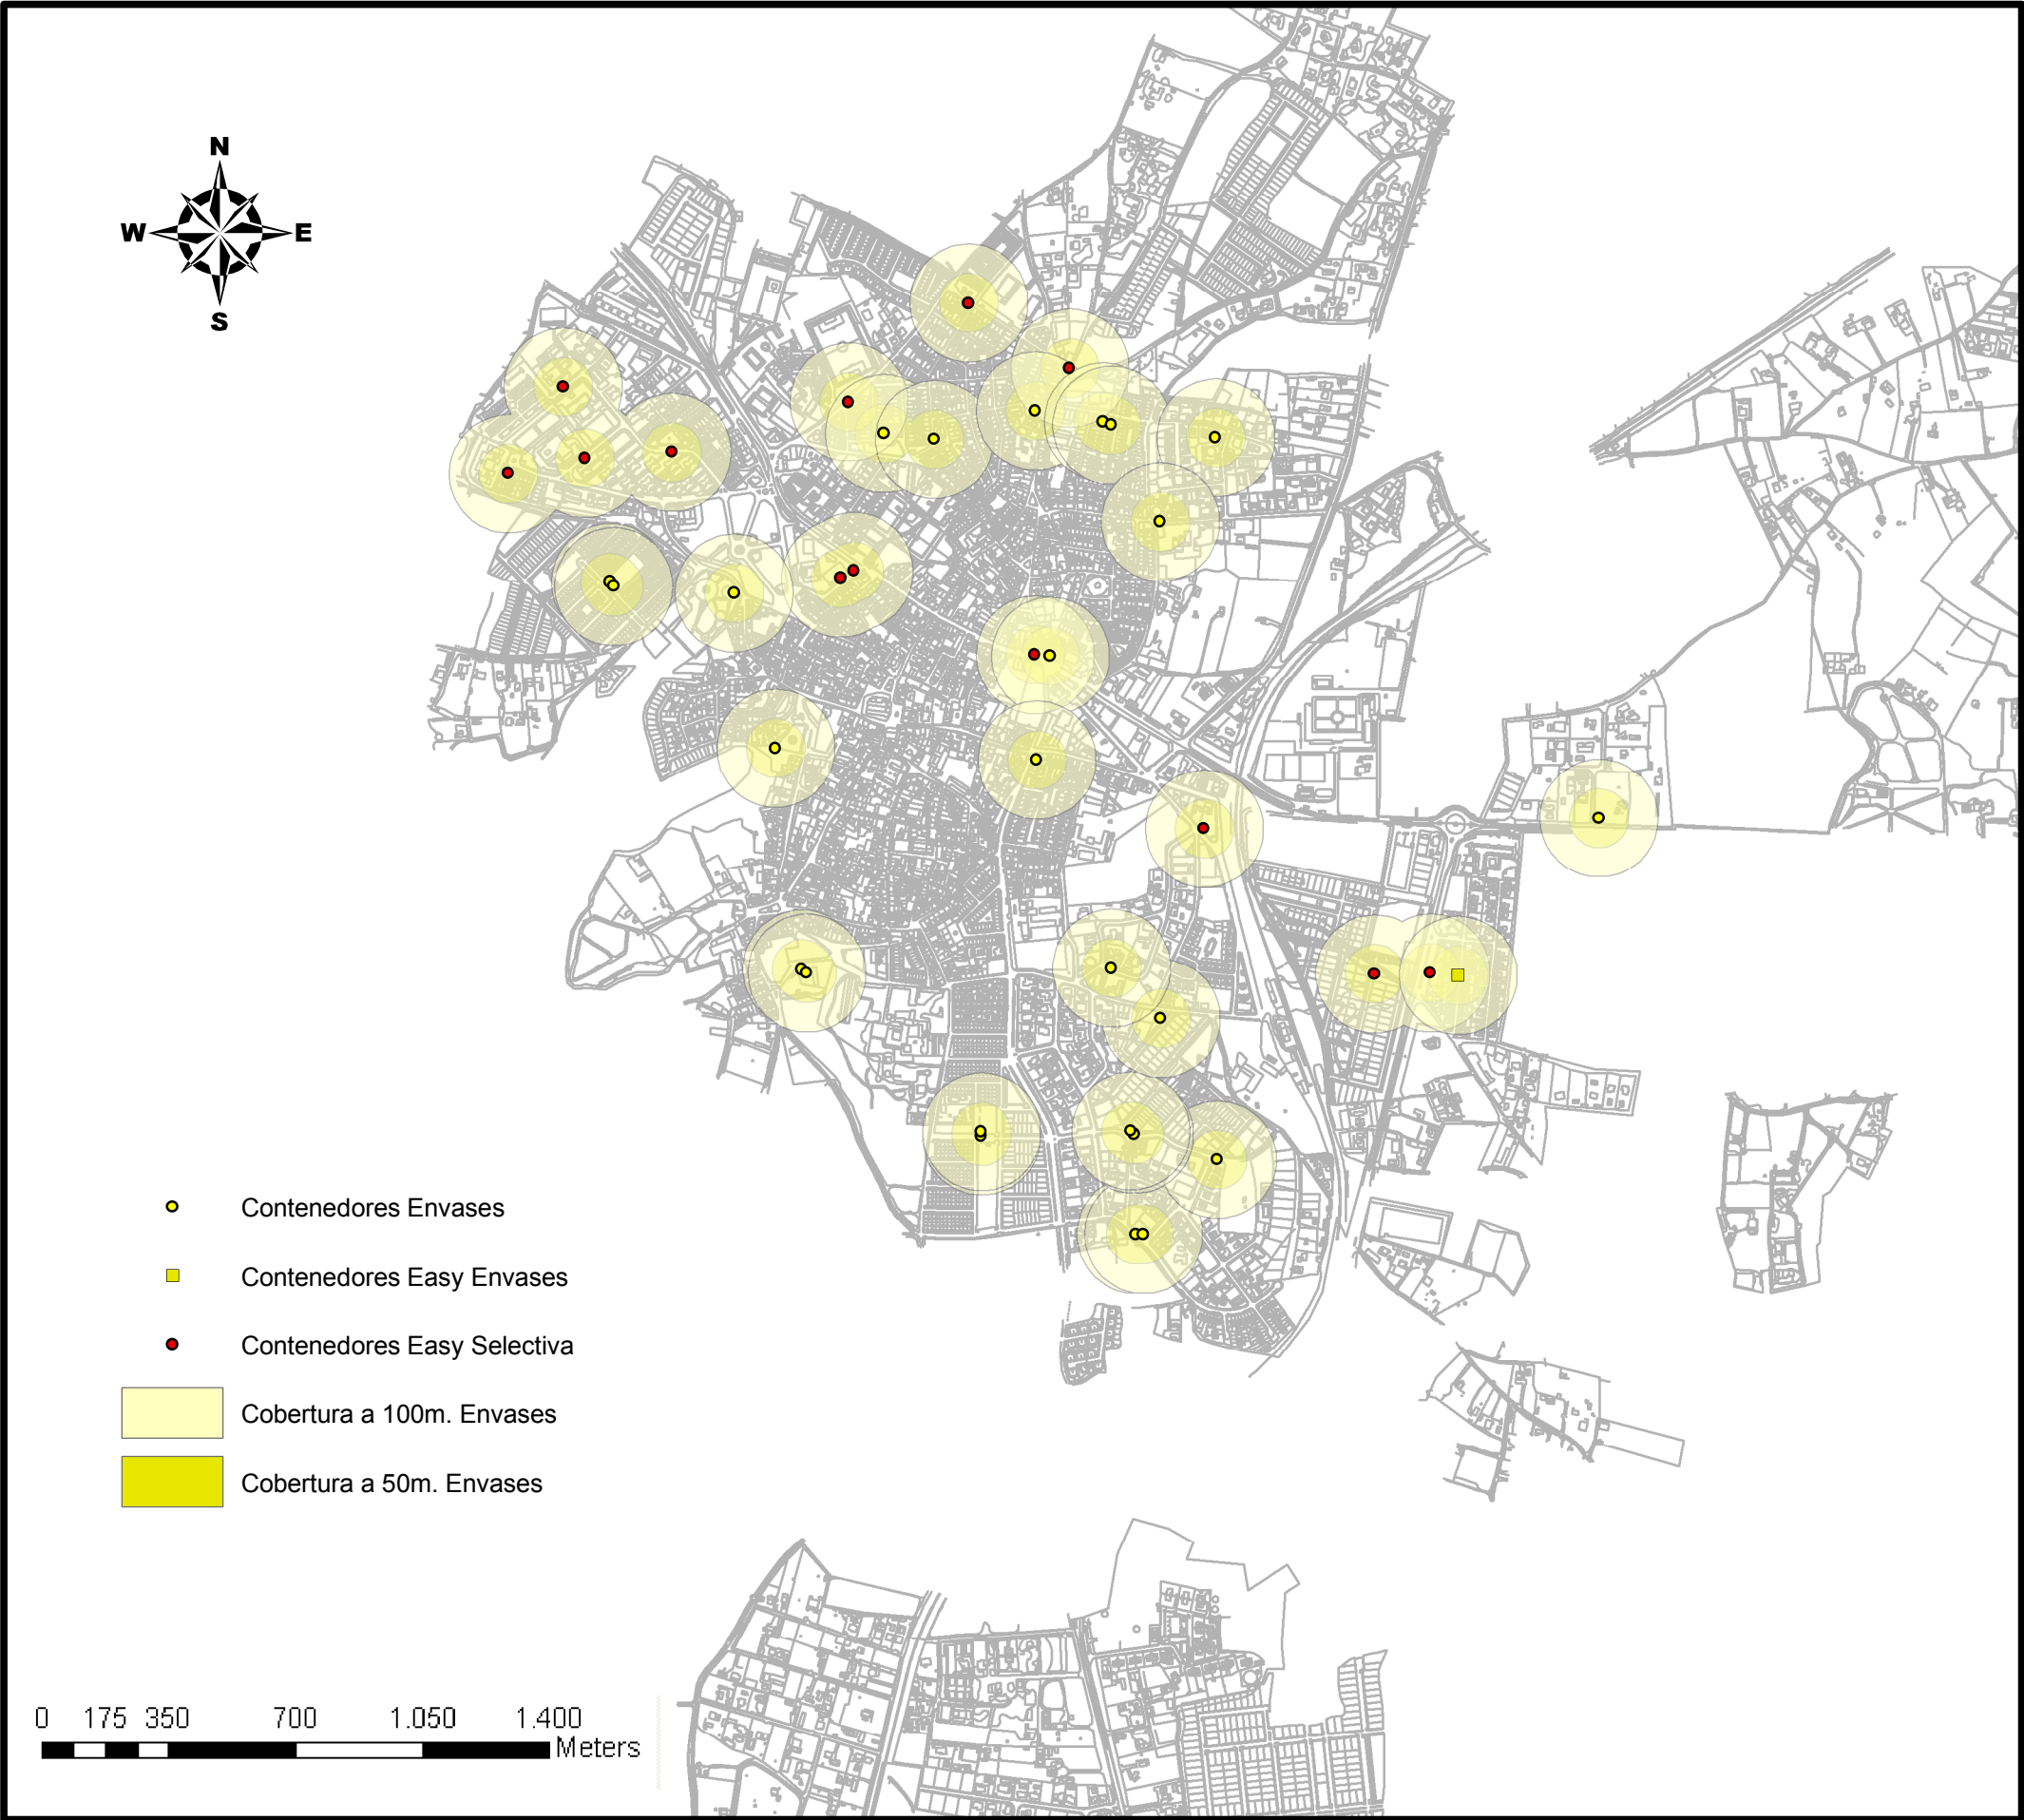 N
W E
S
Contenedores Envases
Contenedores Easy Envases
Contenedores Easy Selectiva
Cobertura a 100m. Envases
Cobertura a 50m. Envases
0 175 350 700 1.050 1.400
Meters